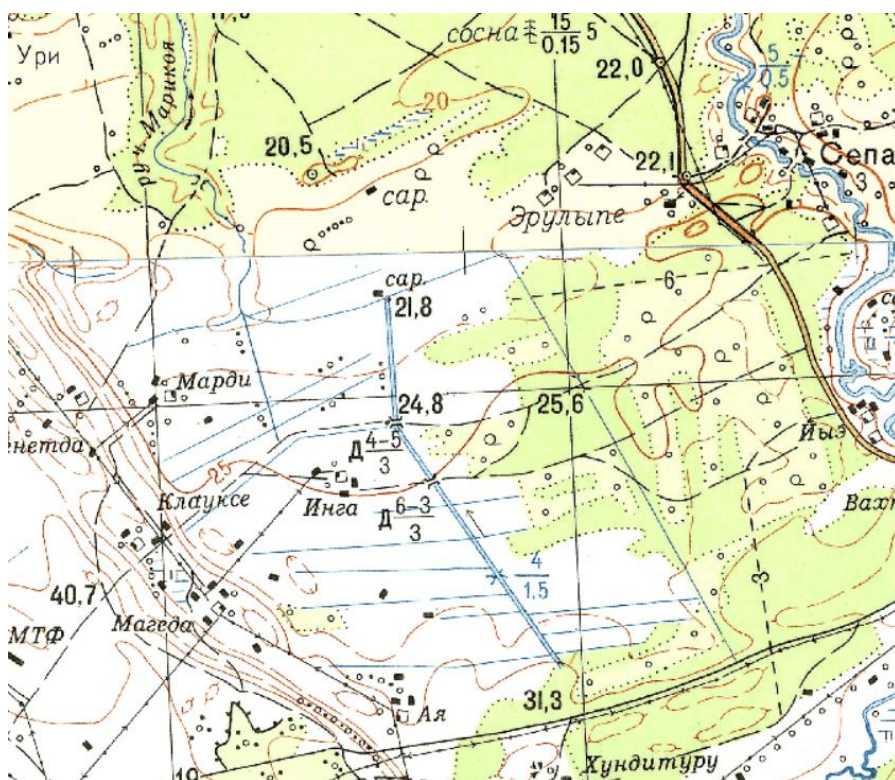 Ури
руч. Марикоя
сосна 15
0.15 5
22,0
5
0,5
20
20,5
сар.
22,1
Эрулыпе
Сепа
3
6
сар.
21,8
Марди
24,8
25,6
Д 4-5
3
Йыз
нетда
25
Клауксе
Инга
Д 6-3
3
Вахт
4
1,5
3
40,7
МТФ
Магеда
31,3
Ая
Хундитуру